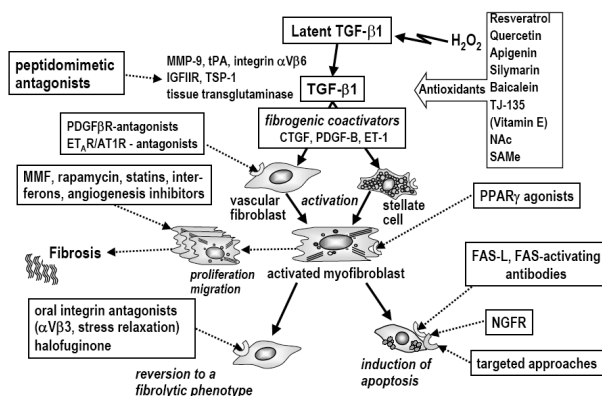 Latent TGF-β1
H2O2
Resveratrol
Quercetin
Apigenin
Silymarin
Baicalein
TJ-135
(Vitamin E)
NAc
SAMe
Antioxidants
peptidomimetic
antagonists
MMP-9, tPA, integrin αVβ6
IGFIIR, TSP-1
tissue transglutaminase
TGF-β1
fibrogenic coactivators
CTGF, PDGF-B, ET-1
PDGFβR-antagonists
ETAR/AT1R - antagonists
MMF, rapamycin, statins, inter-
ferons, angiogenesis inhibitors
vascular
fibroblast
activation
stellate
cell
PPARγ agonists
Fibrosis
proliferation
migration
activated myofibroblast
FAS-L, FAS-activating
antibodies
oral integrin antagonists
(αVβ3, stress relaxation)
halofuginone
NGFR
reversion to a
fibrolytic phenotype
induction of
apoptosis
targeted approaches